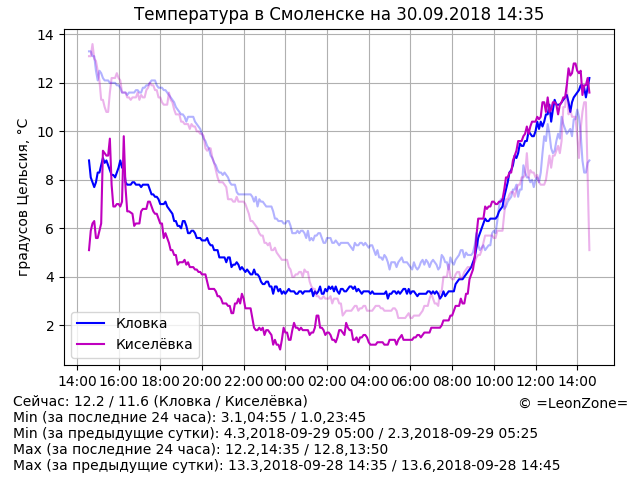 Температура в Смоленске на 30.09.2018 14:35
градусов Цельсия, °C
14
12
10
8
6
4
2
Кловка
Киселёвка
14:00 16:00 18:00 20:00 22:00 00:00 02:00 04:00 06:00 08:00 10:00 12:00 14:00
Сейчас: 12.2 / 11.6 (Кловка / Киселёвка)
© =LeonZone=
Min (за последние 24 часа): 3.1,04:55 / 1.0,23:45
Min (за предыдущие сутки): 4.3,2018-09-29 05:00 / 2.3,2018-09-29 05:25
Max (за последние 24 часа): 12.2,14:35 / 12.8,13:50
Max (за предыдущие сутки): 13.3,2018-09-28 14:35 / 13.6,2018-09-28 14:45